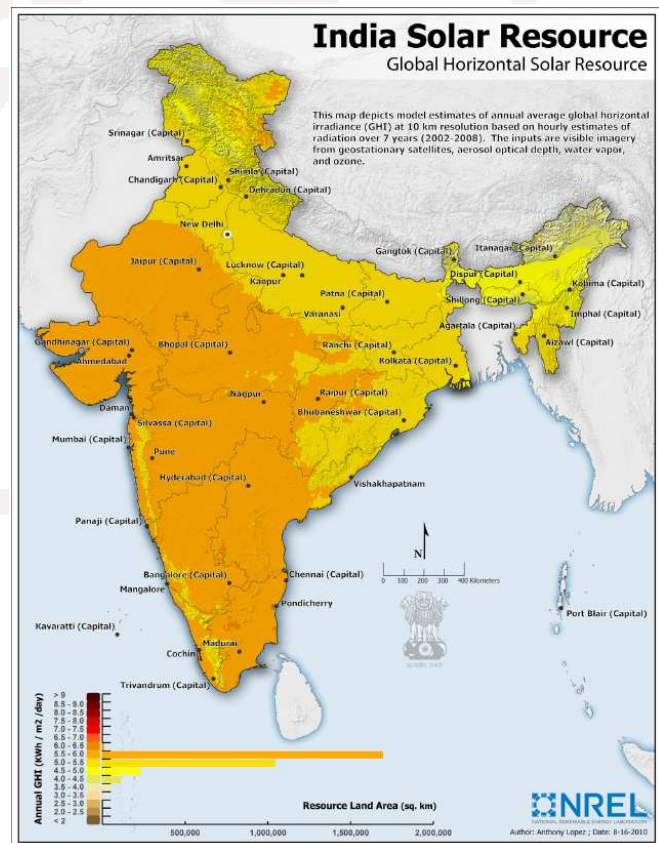 India Solar Resource
Global Horizontal Solar Resource
This map depicts model estimates of annual average global horizontal
irradiance (GHI) at 10 km resolution based on hourly estimates of
radiation over 7 years (2002-2008). The inputs are visible imagery
from geostationary satellites, aerosol optical depth, water vapor,
and ozone.
Srinagar (Capital)
Amritsar
Shimla (Capital)
Chandigarh (Capital)
Dehradun (Capital)
New Delhi
Gangtok (Capital)
Itanagar (Capital)
Jaipur (Capital)
Lucknow (Capital)
Dispur (Capital)
Kanpur
Kohima (Capital)
Patna (Capital)
Shillong (Capital)
Varanasi
Imphal (Capital)
Agartala (Capital)
Gandhinagar (Capital)
Bhopal (Capital)
Ranchi (Capital)
Aizawl (Capital)
Ahmedabad
Kolkata (Capital)
Nagpur
Raipur (Capital)
Daman
Bhubaneshwar (Capital)
Silvassa (Capital)
Mumbai (Capital)
Pune
Hyderabad (Capital)
Vishakhapatnam
Panaji (Capital)
N
Bangalore (Capital)
Chennai (Capital)
0 100 200 300 400 Kilometers
Mangalore
Pondicherry
Port Blair (Capital)
Kavaratti (Capital)
Madurai
Cochin
Trivandrum (Capital)
Annual GHI (KWh / m2 /day)
> 9
8.5 - 9.0
8.0 - 8.5
7.5 - 8.0
7.0 - 7.5
6.5 - 7.0
6.0 - 6.5
5.5 - 6.0
5.0 - 5.5
4.5 - 5.0
4.0 - 4.5
3.5 - 4.0
3.0 - 3.5
2.5 - 3.0
2.0 - 2.5
< 2
Resource Land Area (sq. km)
500,000
1,000,000
1,500,000
2,000,000
NREL
NATIONAL RENEWABLE ENERGY LABORATORY
Author: Anthony Lopez ; Date: 8-16-2010